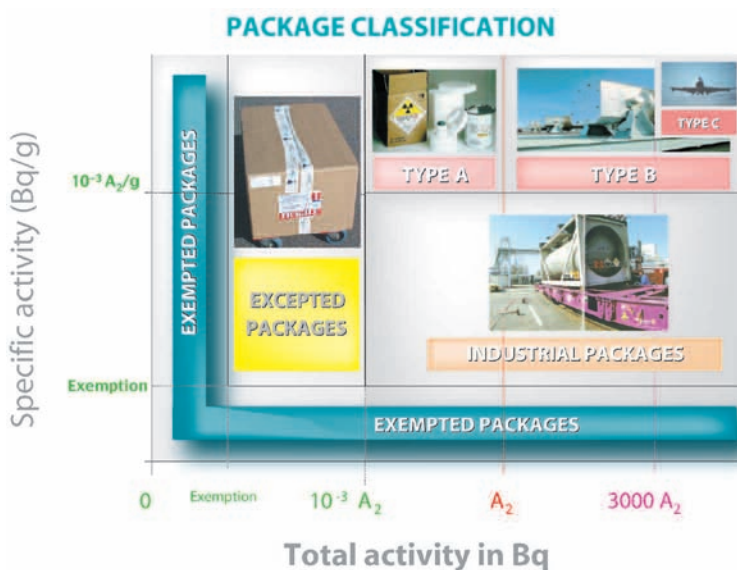 PACKAGE CLASSIFICATION
Specific activity (Bq/g)
10⁻³ A₂/g
Exemption
EXEMPTED PACKAGES
EXCEPTED
PACKAGES
TYPE A
TYPE B
TYPE C
INDUSTRIAL PACKAGES
EXEMPTED PACKAGES
0
Exemption
10⁻³ A₂
A₂
3000 A₂
Total activity in Bq